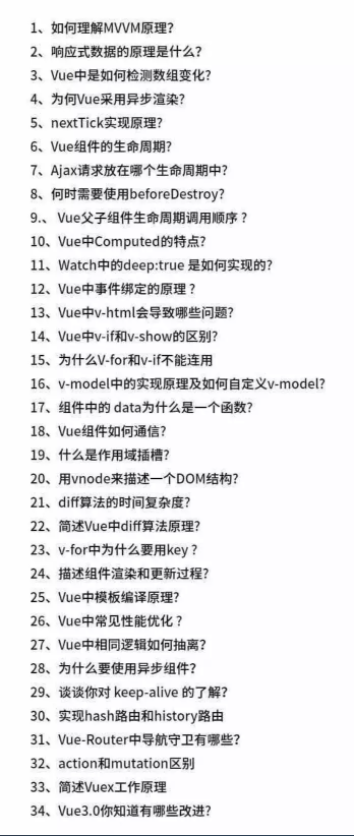 1、如何理解MVVM原理?
2、响应式数据的原理是什么?
3、Vue中是如何检测数组变化?
4、为何Vue采用异步渲染?
5、nextTick实现原理?
6、Vue组件的生命周期?
7、Ajax请求放在哪个生命周期中?
8、何时需要使用beforeDestroy?
9.、 Vue父子组件生命周期调用顺序 ?
10、Vue中Computed的特点?
11、Watch中的deep:true 是如何实现的?
12、Vue中事件绑定的原理 ?
13、Vue中v-html会导致哪些问题?
14、Vue中v-if和v-show的区别?
15、为什么V-for和v-if不能连用
16、v-model中的实现原理及如何自定义v-model?
17、组件中的 data为什么是一个函数?
18、Vue组件如何通信?
19、什么是作用域插槽?
20、用vnode来描述一个DOM结构?
21、diff算法的时间复杂度?
22、简述Vue中diff算法原理?
23、v-for中为什么要用key ?
24、描述组件渲染和更新过程?
25、Vue中模板编译原理?
26、Vue中常见性能优化 ?
27、Vue中相同逻辑如何抽离?
28、为什么要使用异步组件?
29、谈谈你对 keep-alive 的了解?
30、实现hash路由和history路由
31、Vue-Router中导航守卫有哪些?
32、action和mutation区别
33、简述Vuex工作原理
34、Vue3.0你知道有哪些改进?